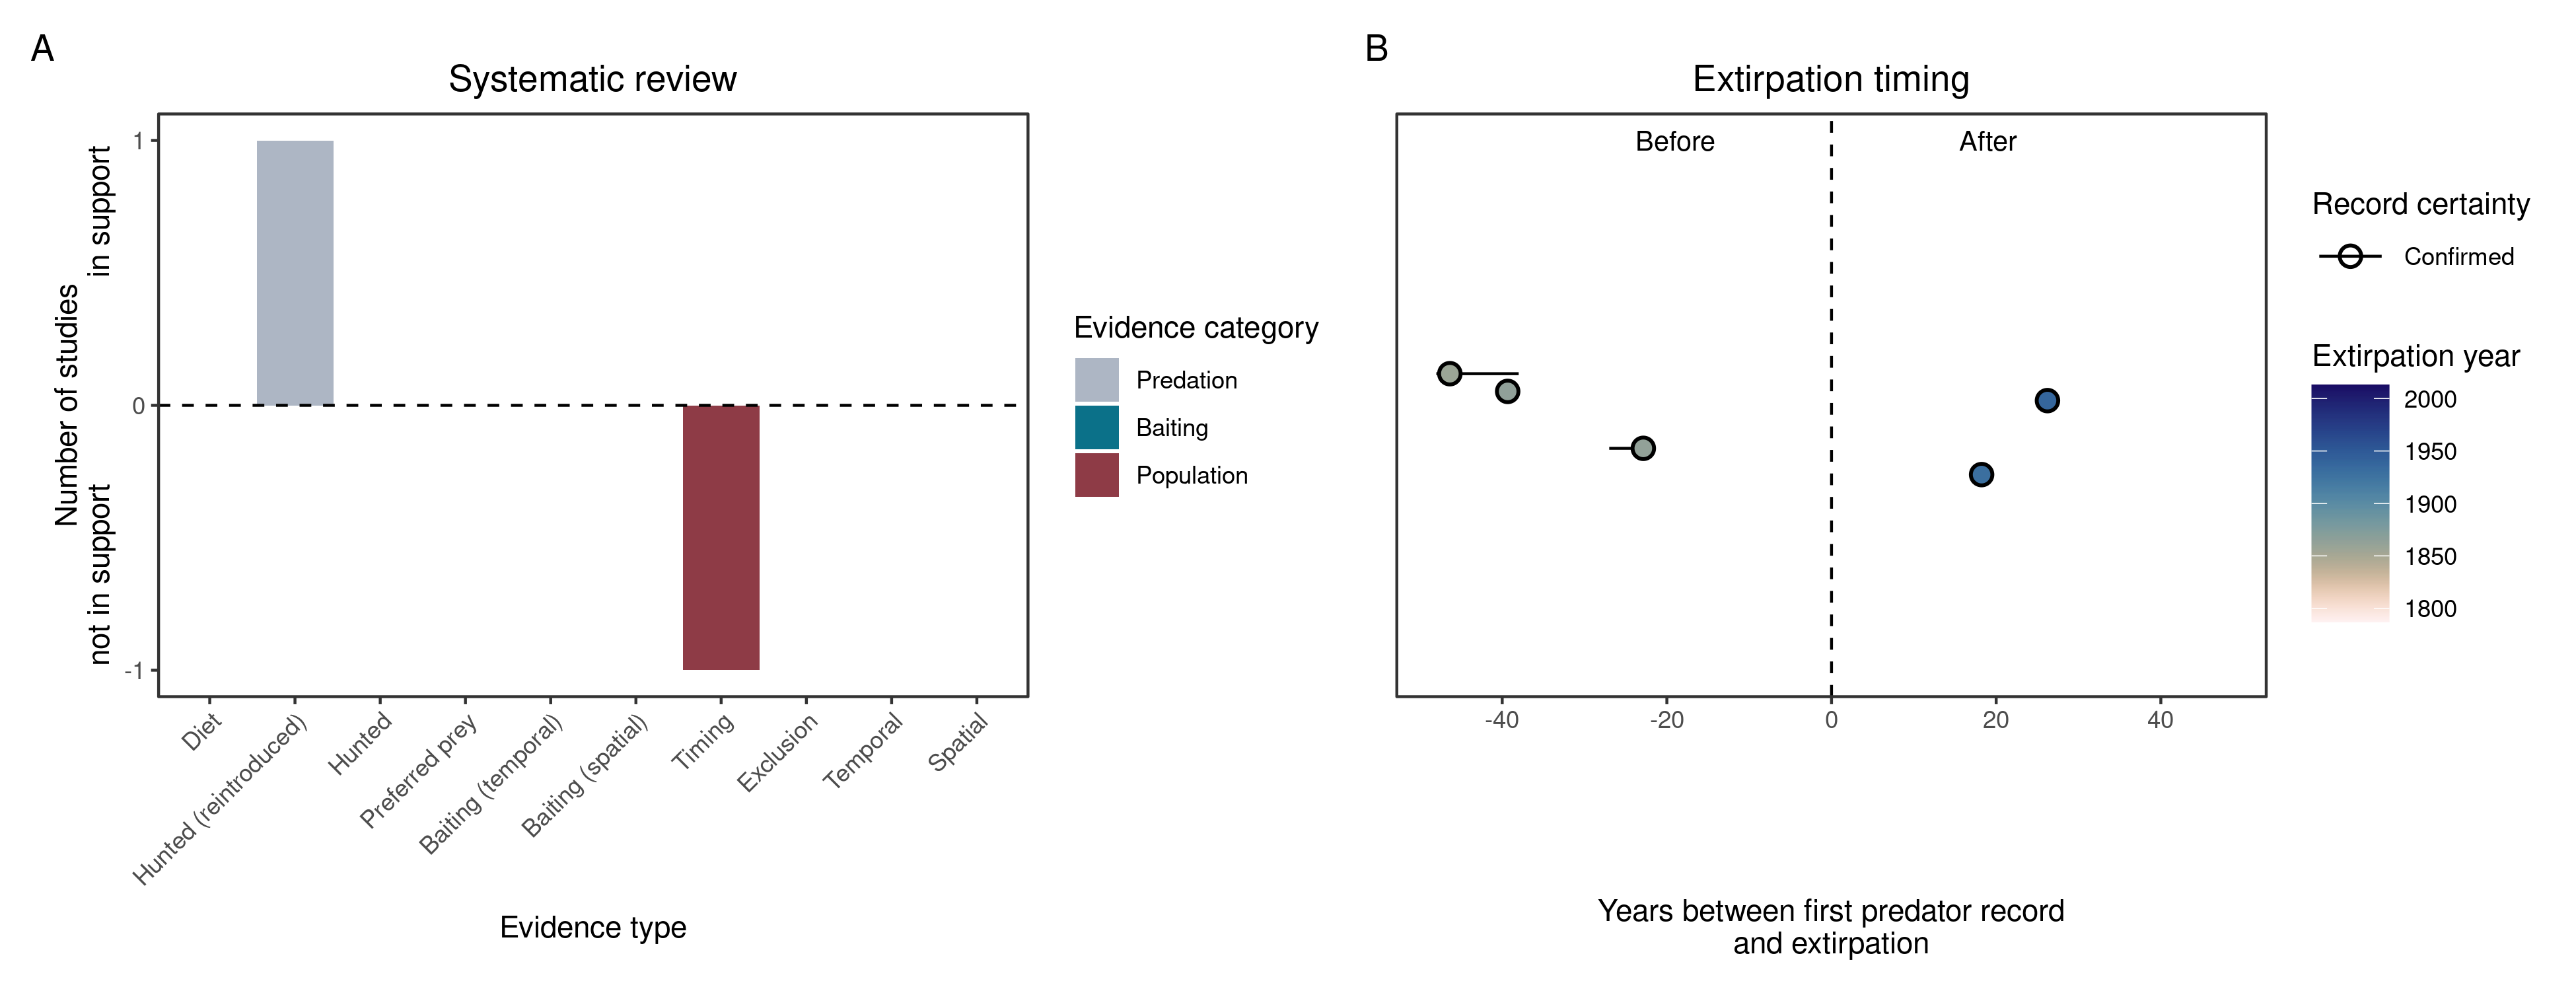 A
Systematic review
Number of studies
in support
not in support
1
0
-1
Diet
Hunted (reintroduced)
Hunted
Preferred prey
Baiting (temporal)
Baiting (spatial)
Timing
Exclusion
Temporal
Spatial
Evidence type
Evidence category
Predation
Baiting
Population
B
Extirpation timing
Before
After
-40
-20
0
20
40
Years between first predator record
and extirpation
Record certainty
Confirmed
Extirpation year
2000
1950
1900
1850
1800